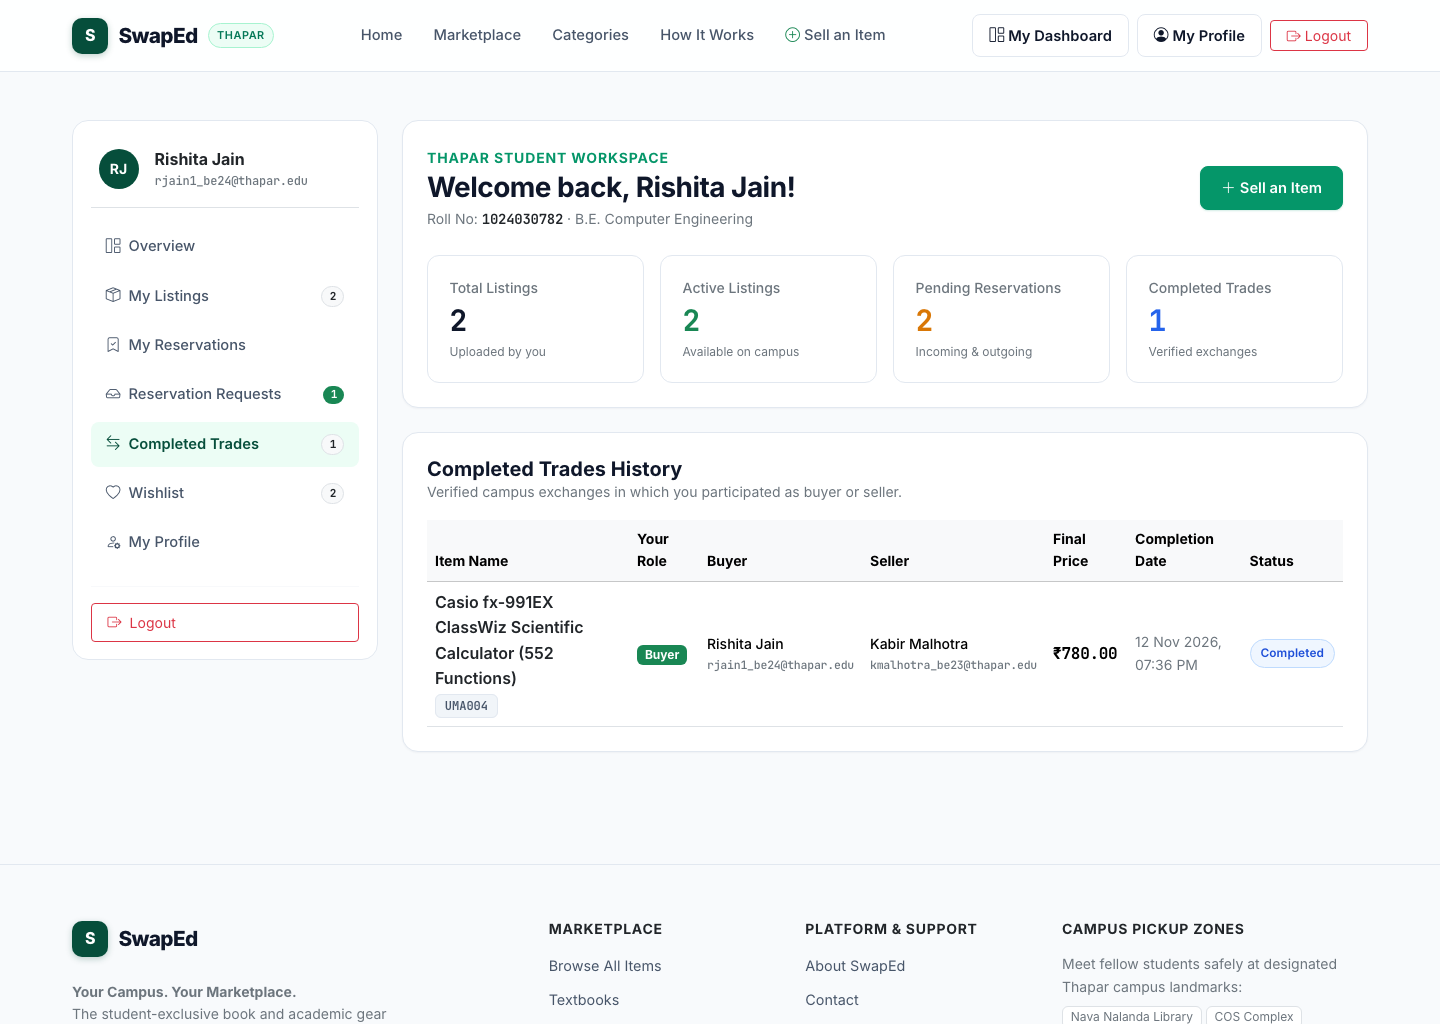 S SwapEd THAPAR
Home Marketplace Categories How It Works Sell an Item
My Dashboard My Profile Logout
RJ
Rishita Jain
rjain1_be24@thapar.edu
Overview
My Listings 2
My Reservations
Reservation Requests 1
Completed Trades 1
Wishlist 2
My Profile
Logout
THAPAR STUDENT WORKSPACE
Welcome back, Rishita Jain!
Roll No: 1024030782 · B.E. Computer Engineering
+ Sell an Item
Total Listings
2
Uploaded by you
Active Listings
2
Available on campus
Pending Reservations
2
Incoming & outgoing
Completed Trades
1
Verified exchanges
Completed Trades History
Verified campus exchanges in which you participated as buyer or seller.
Item Name Your Role Buyer Seller Final Price Completion Date Status
Casio fx-991EX
ClassWiz Scientific
Calculator (552
Functions)
UMA004
Buyer
Rishita Jain
rjain1_be24@thapar.edu
Kabir Malhotra
kmalhotra_be23@thapar.edu
₹780.00
12 Nov 2026,
07:36 PM
Completed
S SwapEd
Your Campus. Your Marketplace.
The student-exclusive book and academic gear
MARKETPLACE
Browse All Items
Textbooks
PLATFORM & SUPPORT
About SwapEd
Contact
CAMPUS PICKUP ZONES
Meet fellow students safely at designated
Thapar campus landmarks:
Nava Nalanda Library COS Complex